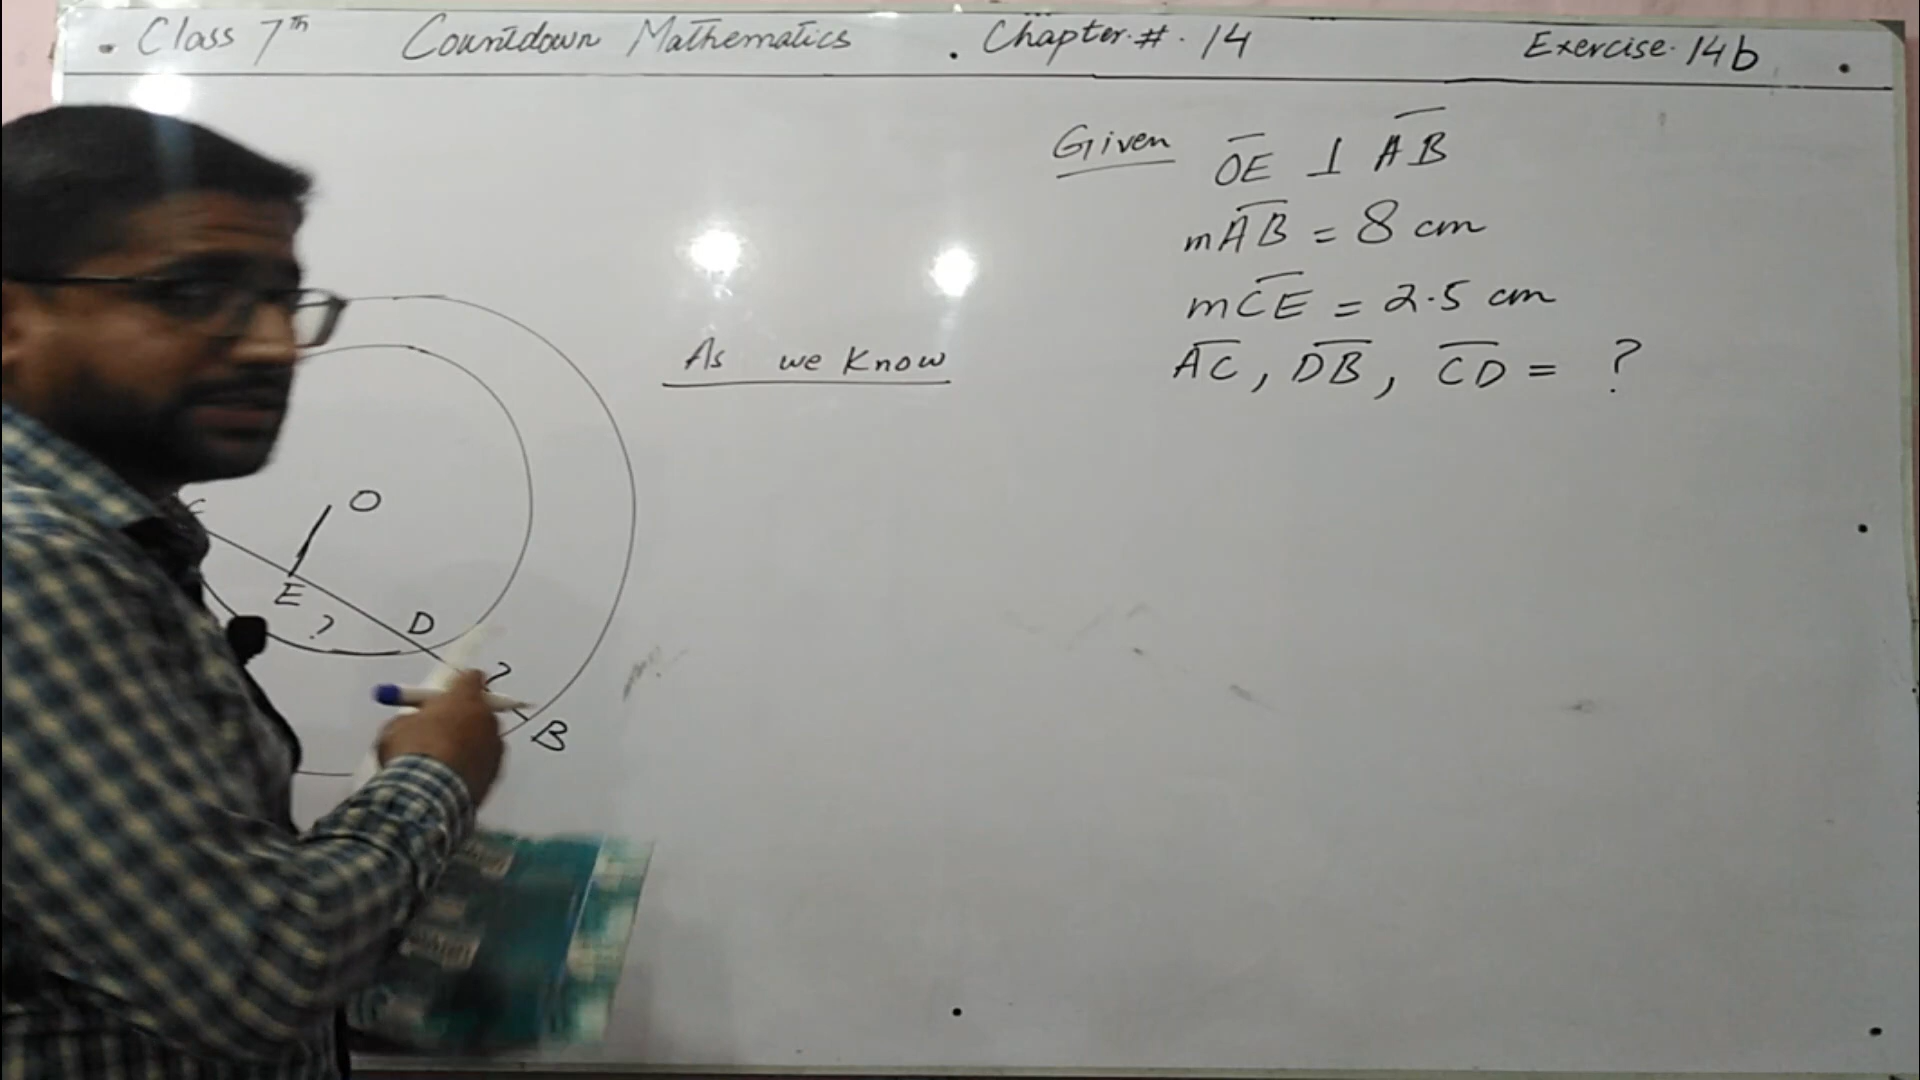 . Class 7th Countdown Mathematics . Chapter # . 14 Exercise. 14b .
Given OE ⊥ AB
mAB = 8 cm
mCE = 2.5 cm
AC, DB, CD = ?
As we Know
C
O
E
?
D
?
B